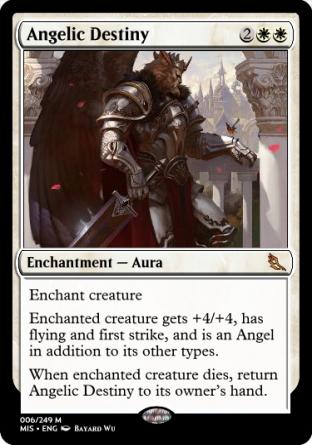 Angelic Destiny 2
Enchantment — Aura
Enchant creature
Enchanted creature gets +4/+4, has
flying and first strike, and is an Angel
in addition to its other types.
When enchanted creature dies, return
Angelic Destiny to its owner's hand.
006/249 M
MIS • ENG Bayard Wu